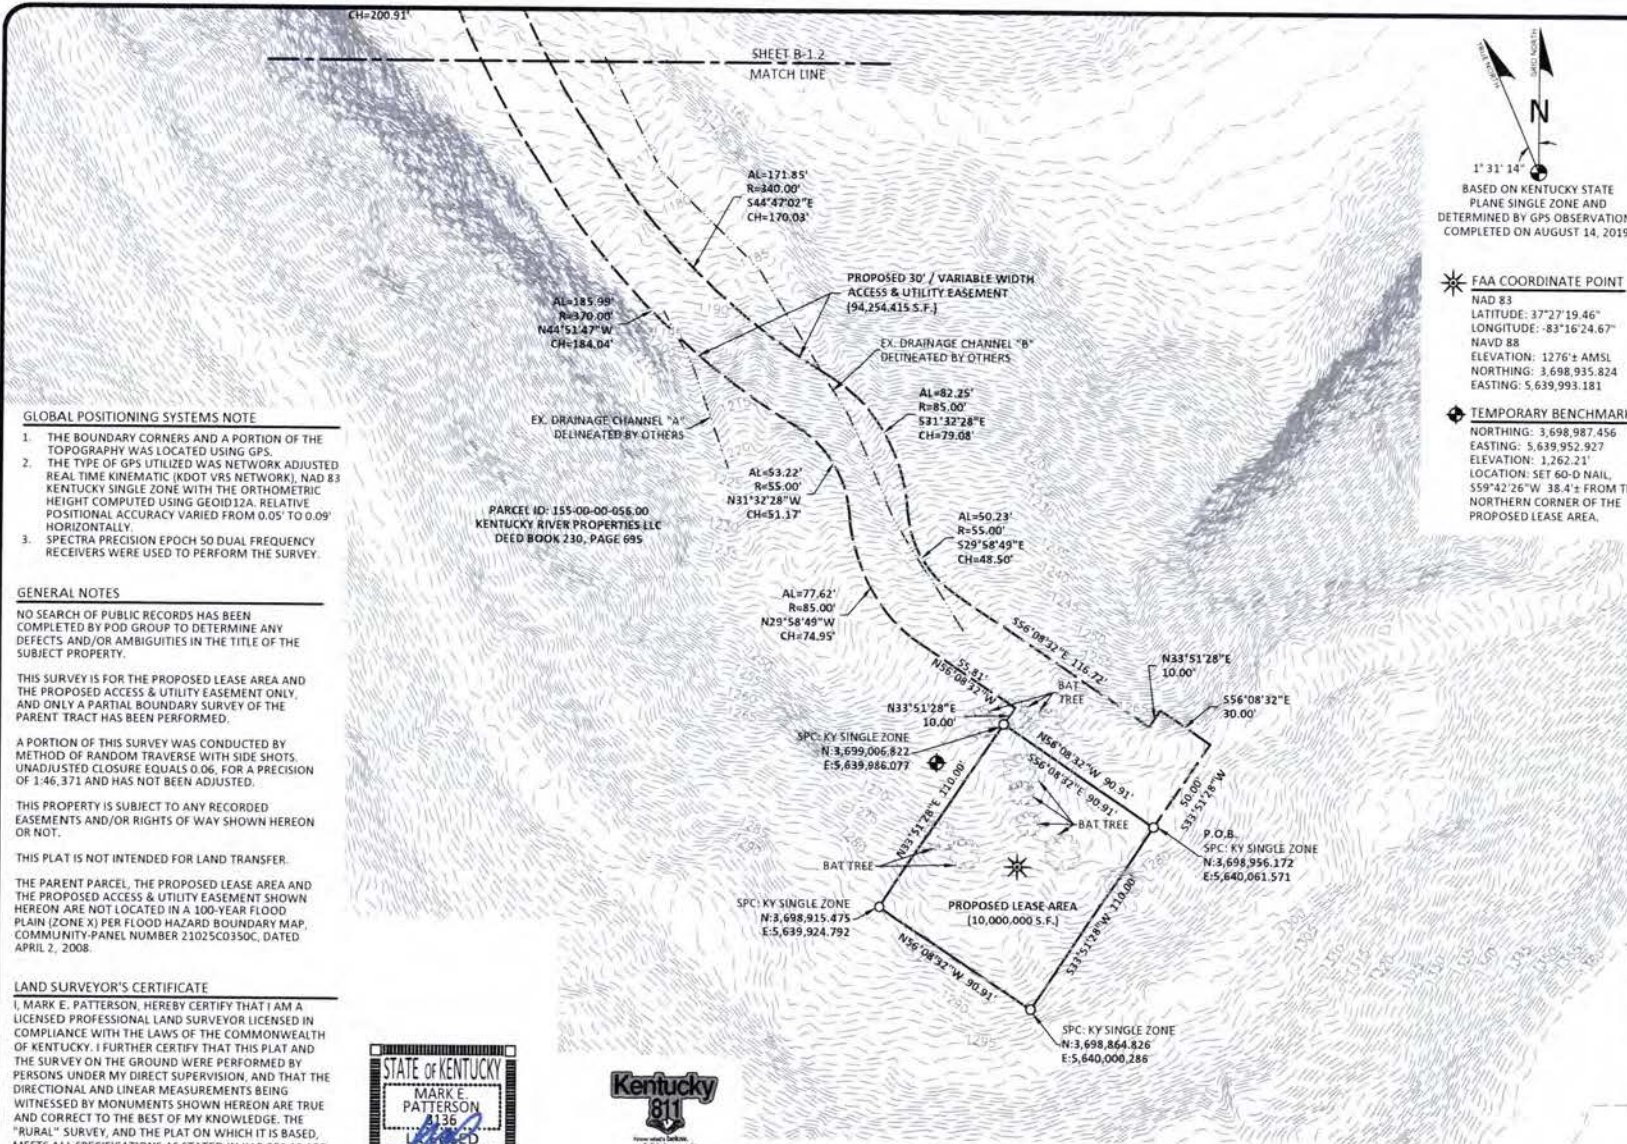 CH=200.91'
SHEET B-1.2
MATCH LINE
TRUE NORTH
GRID NORTH
N
1° 31' 14"
BASED ON KENTUCKY STATE
PLANE SINGLE ZONE AND
DETERMINED BY GPS OBSERVATION
COMPLETED ON AUGUST 14, 2019
FAA COORDINATE POINT
NAD 83
LATITUDE: 37°27'19.46"
LONGITUDE: -83°16'24.67"
NAVD 88
ELEVATION: 1276'± AMSL
NORTHING: 3,698,935.824
EASTING: 5,639,993.181
TEMPORARY BENCHMARK
NORTHING: 3,698,987.456
EASTING: 5,639,952.927
ELEVATION: 1,262.21'
LOCATION: SET 60-D NAIL,
S59°42'26"W 38.4'± FROM
NORTHERN CORNER OF THE
PROPOSED LEASE AREA.
AL=171.85'
R=340.00'
S44°47'02"E
CH=170.03'
PROPOSED 30' / VARIABLE WIDTH
ACCESS & UTILITY EASEMENT
(94,254.415 S.F.)
AL=185.99'
R=370.00'
N44°51'47"W
CH=184.04'
EX. DRAINAGE CHANNEL "B"
DELINEATED BY OTHERS
AL=82.25'
R=85.00'
S31°32'28"E
CH=79.08'
EX. DRAINAGE CHANNEL "A"
DELINEATED BY OTHERS
AL=53.22'
R=55.00'
N31°32'28"W
CH=51.17'
PARCEL ID: 155-00-00-056.00
KENTUCKY RIVER PROPERTIES LLC
DEED BOOK 230, PAGE 695
AL=50.23'
R=55.00'
S29°58'49"E
CH=48.50'
AL=77.62'
R=85.00'
N29°58'49"W
CH=74.95'
S56°08'32"E 116.72'
N33°51'28"E
10.00'
S56°08'32"E
30.00'
55.81'
N56°08'32"W
BAT
TREE
N33°51'28"E
10.00'
SPC: KY SINGLE ZONE
N:3,699,006.822
E:5,639,986.077
N56°08'32"W 90.91'
S56°08'32"E 90.91'
50.00'
S33°51'28"W
N33°51'28"E 110.00'
BAT TREE
P.O.B.
SPC: KY SINGLE ZONE
N:3,698,956.172
E:5,640,061.571
BAT TREE
PROPOSED LEASE AREA
(10,000.000 S.F.)
S33°51'28"W 110.00'
SPC: KY SINGLE ZONE
N:3,698,915.475
E:5,639,924.792
N56°08'32"W 90.91'
SPC: KY SINGLE ZONE
N:3,698,864.826
E:5,640,000.286
GLOBAL POSITIONING SYSTEMS NOTE
1. THE BOUNDARY CORNERS AND A PORTION OF THE
TOPOGRAPHY WAS LOCATED USING GPS.
2. THE TYPE OF GPS UTILIZED WAS NETWORK ADJUSTED
REAL TIME KINEMATIC (KDOT VRS NETWORK), NAD 83
KENTUCKY SINGLE ZONE WITH THE ORTHOMETRIC
HEIGHT COMPUTED USING GEOID12A. RELATIVE
POSITIONAL ACCURACY VARIED FROM 0.05' TO 0.09'
HORIZONTALLY.
3. SPECTRA PRECISION EPOCH 50 DUAL FREQUENCY
RECEIVERS WERE USED TO PERFORM THE SURVEY.
GENERAL NOTES
NO SEARCH OF PUBLIC RECORDS HAS BEEN
COMPLETED BY POD GROUP TO DETERMINE ANY
DEFECTS AND/OR AMBIGUITIES IN THE TITLE OF THE
SUBJECT PROPERTY.
THIS SURVEY IS FOR THE PROPOSED LEASE AREA AND
THE PROPOSED ACCESS & UTILITY EASEMENT ONLY,
AND ONLY A PARTIAL BOUNDARY SURVEY OF THE
PARENT TRACT HAS BEEN PERFORMED.
A PORTION OF THIS SURVEY WAS CONDUCTED BY
METHOD OF RANDOM TRAVERSE WITH SIDE SHOTS.
UNADJUSTED CLOSURE EQUALS 0.06, FOR A PRECISION
OF 1:46,371 AND HAS NOT BEEN ADJUSTED.
THIS PROPERTY IS SUBJECT TO ANY RECORDED
EASEMENTS AND/OR RIGHTS OF WAY SHOWN HEREON
OR NOT.
THIS PLAT IS NOT INTENDED FOR LAND TRANSFER.
THE PARENT PARCEL, THE PROPOSED LEASE AREA AND
THE PROPOSED ACCESS & UTILITY EASEMENT SHOWN
HEREON ARE NOT LOCATED IN A 100-YEAR FLOOD
PLAIN (ZONE X) PER FLOOD HAZARD BOUNDARY MAP,
COMMUNITY-PANEL NUMBER 21025C0350C, DATED
APRIL 2, 2008.
LAND SURVEYOR'S CERTIFICATE
I, MARK E. PATTERSON, HEREBY CERTIFY THAT I AM A
LICENSED PROFESSIONAL LAND SURVEYOR LICENSED IN
COMPLIANCE WITH THE LAWS OF THE COMMONWEALTH
OF KENTUCKY. I FURTHER CERTIFY THAT THIS PLAT AND
THE SURVEY ON THE GROUND WERE PERFORMED BY
PERSONS UNDER MY DIRECT SUPERVISION, AND THAT THE
DIRECTIONAL AND LINEAR MEASUREMENTS BEING
WITNESSED BY MONUMENTS SHOWN HEREON ARE TRUE
AND CORRECT TO THE BEST OF MY KNOWLEDGE. THE
"RURAL" SURVEY, AND THE PLAT ON WHICH IT IS BASED,
STATE OF KENTUCKY
MARK E.
PATTERSON
Kentucky
811
Know what's below.